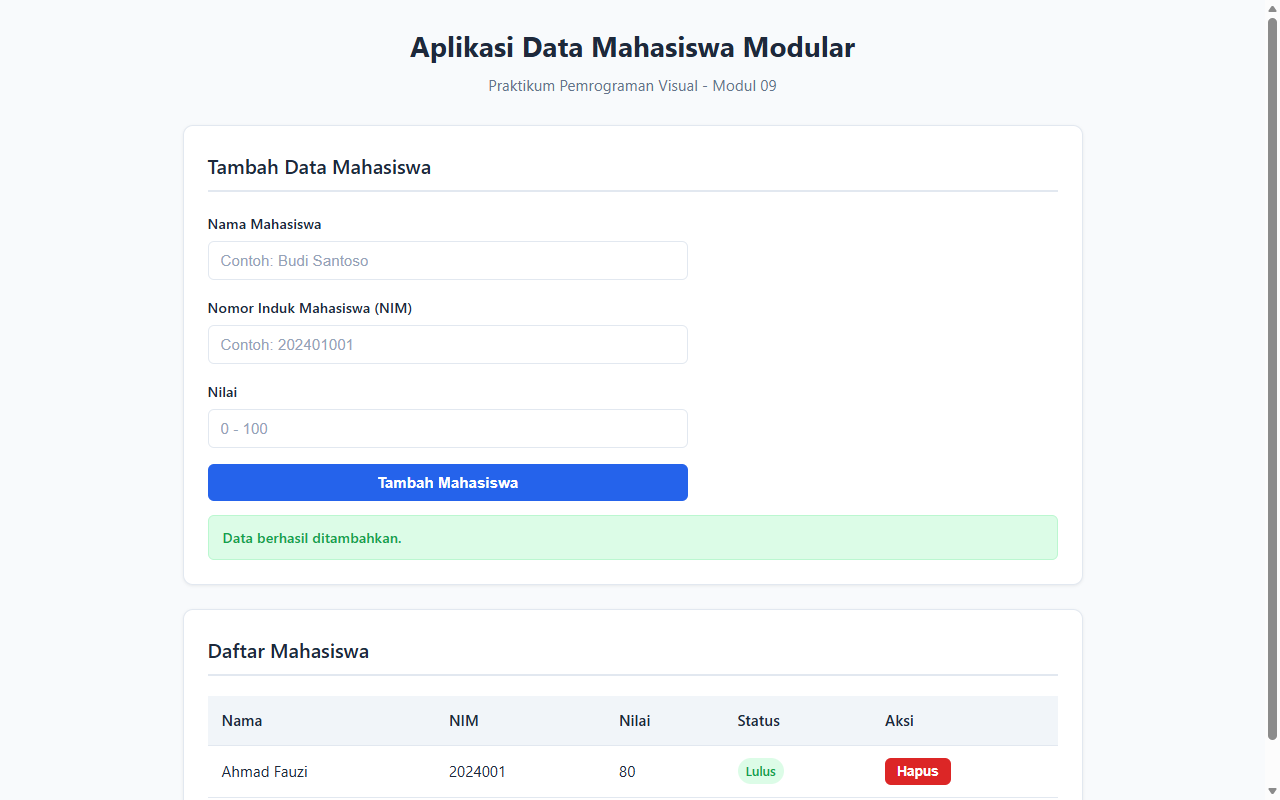 Aplikasi Data Mahasiswa Modular
Praktikum Pemrograman Visual - Modul 09
Tambah Data Mahasiswa
Nama Mahasiswa
Contoh: Budi Santoso
Nomor Induk Mahasiswa (NIM)
Contoh: 202401001
Nilai
0 - 100
Tambah Mahasiswa
Data berhasil ditambahkan.
Daftar Mahasiswa
Nama NIM Nilai Status Aksi
Ahmad Fauzi 2024001 80 Lulus Hapus